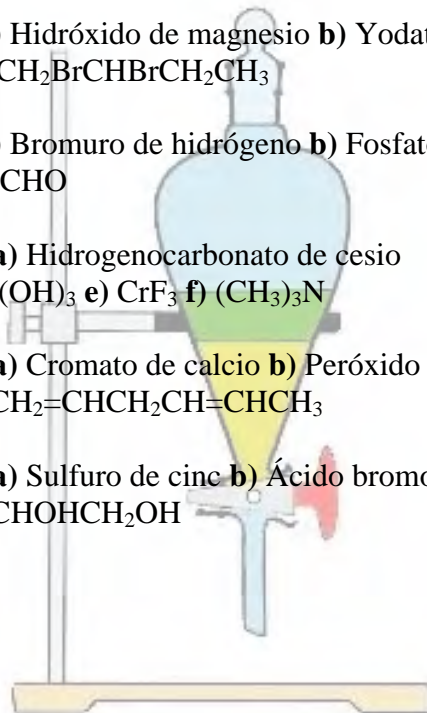 ) Hidróxido de magnesio b) Yodat
CH₂BrCHBrCH₂CH₃
) Bromuro de hidrógeno b) Fosfat
CHO
a) Hidrogenocarbonato de cesio
(OH)₃ e) CrF₃ f) (CH₃)₃N
a) Cromato de calcio b) Peróxido
CH₂=CHCH₂CH=CHCH₃
a) Sulfuro de cinc b) Ácido bromo
CHOHCH₂OH